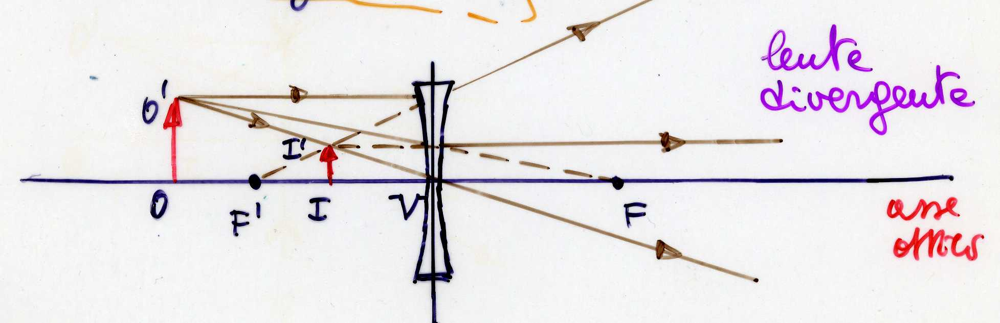 lente
divergente
O'
I'
O
F'
I
V
F
asse
ottico